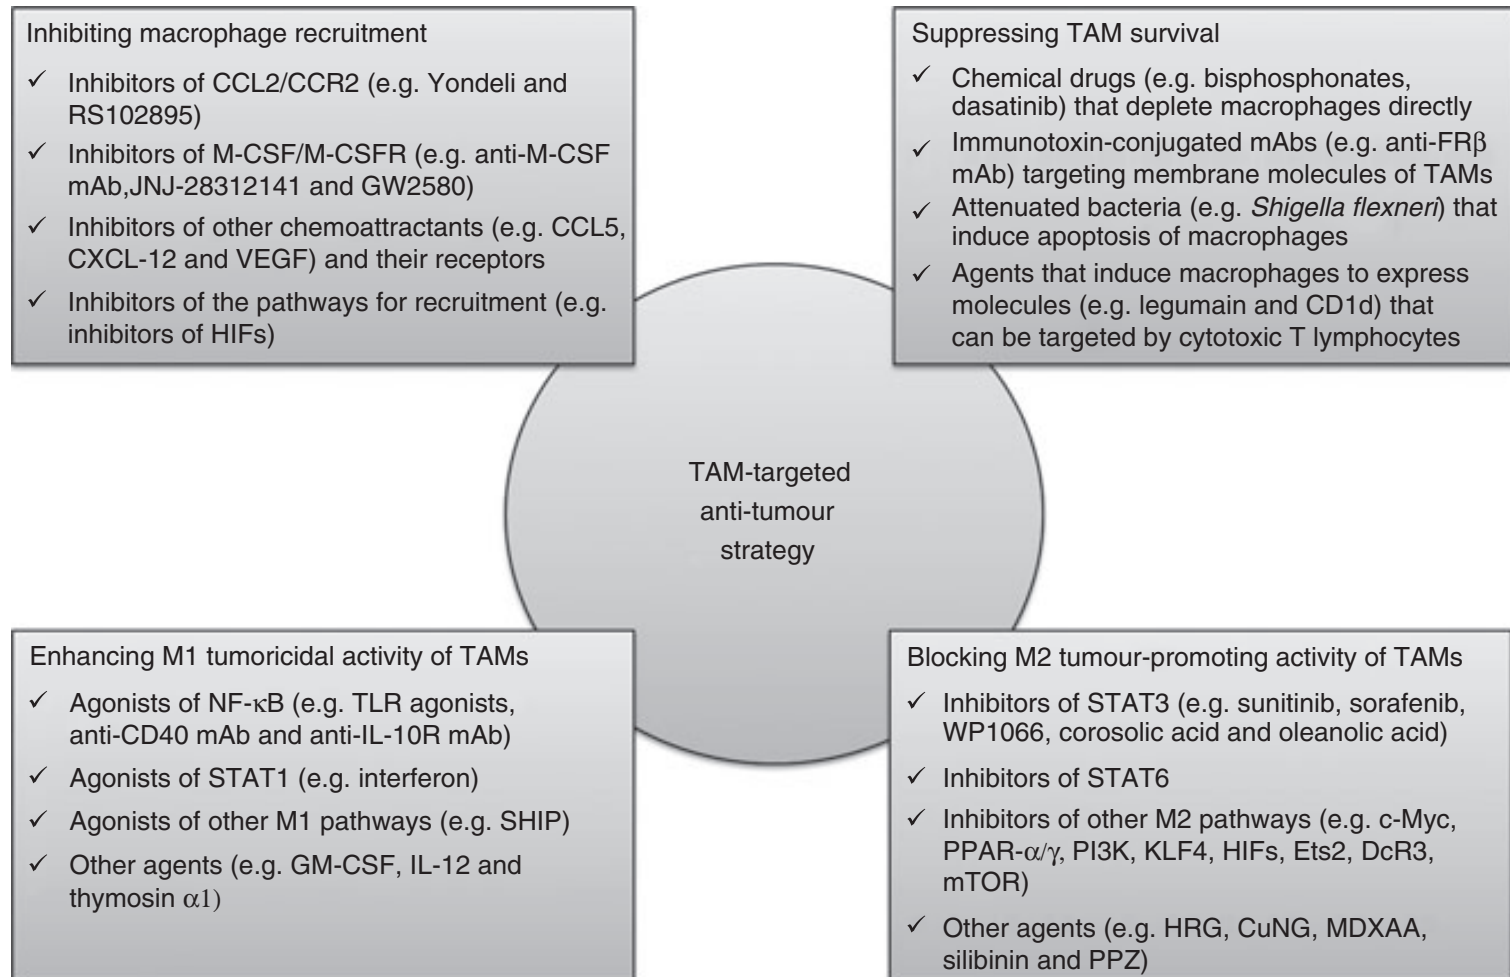 Inhibiting macrophage recruitment
✓ Inhibitors of CCL2/CCR2 (e.g. Yondeli and
RS102895)
✓ Inhibitors of M-CSF/M-CSFR (e.g. anti-M-CSF
mAb,JNJ-28312141 and GW2580)
✓ Inhibitors of other chemoattractants (e.g. CCL5,
CXCL-12 and VEGF) and their receptors
✓ Inhibitors of the pathways for recruitment (e.g.
inhibitors of HIFs)
Suppressing TAM survival
✓ Chemical drugs (e.g. bisphosphonates,
dasatinib) that deplete macrophages directly
✓ Immunotoxin-conjugated mAbs (e.g. anti-FRβ
mAb) targeting membrane molecules of TAMs
✓ Attenuated bacteria (e.g. Shigella flexneri) that
induce apoptosis of macrophages
✓ Agents that induce macrophages to express
molecules (e.g. legumain and CD1d) that
can be targeted by cytotoxic T lymphocytes
TAM-targeted
anti-tumour
strategy
Enhancing M1 tumoricidal activity of TAMs
✓ Agonists of NF-κB (e.g. TLR agonists,
anti-CD40 mAb and anti-IL-10R mAb)
✓ Agonists of STAT1 (e.g. interferon)
✓ Agonists of other M1 pathways (e.g. SHIP)
✓ Other agents (e.g. GM-CSF, IL-12 and
thymosin α1)
Blocking M2 tumour-promoting activity of TAMs
✓ Inhibitors of STAT3 (e.g. sunitinib, sorafenib,
WP1066, corosolic acid and oleanolic acid)
✓ Inhibitors of STAT6
✓ Inhibitors of other M2 pathways (e.g. c-Myc,
PPAR-α/γ, PI3K, KLF4, HIFs, Ets2, DcR3,
mTOR)
✓ Other agents (e.g. HRG, CuNG, MDXAA,
silibinin and PPZ)